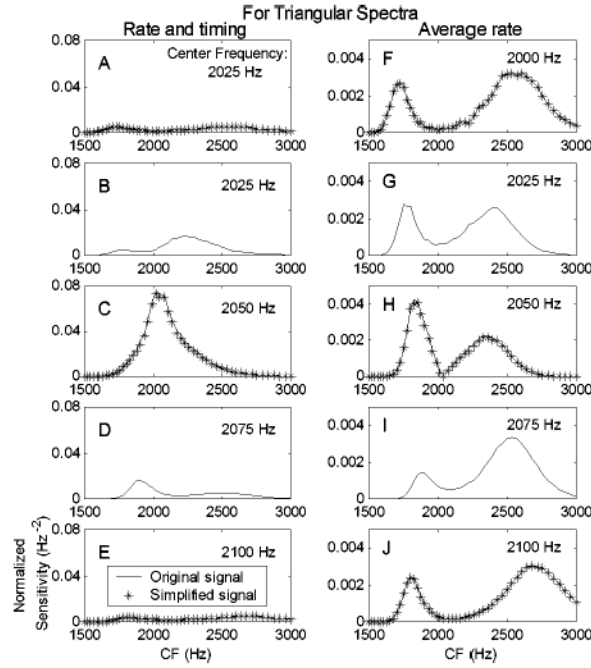 For Triangular Spectra
Rate and timing
Average rate
0.08
A
Center Frequency:
2025 Hz
0.04
0
1500 2000 2500 3000
0.006
F
2000 Hz
0.004
0.002
0
1500 2000 2500 3000
0.08
B
2025 Hz
0.04
0
1500 2000 2500 3000
0.004
G
2025 Hz
0.002
0
1500 2000 2500 3000
0.08
C
2050 Hz
0.04
0
1500 2000 2500 3000
0.004
H
2050 Hz
0.002
0
1500 2000 2500 3000
0.08
D
2075 Hz
0.04
0
1500 2000 2500 3000
0.004
I
2075 Hz
0.002
0
1500 2000 2500 3000
Normalized
Sensitivity (Hz⁻²)
0.08
E
2100 Hz
0.04
Original signal
Simplified signal
0
1500 2000 2500 3000
CF (Hz)
0.004
J
2100 Hz
0.002
0
1500 2000 2500 3000
CF (Hz)